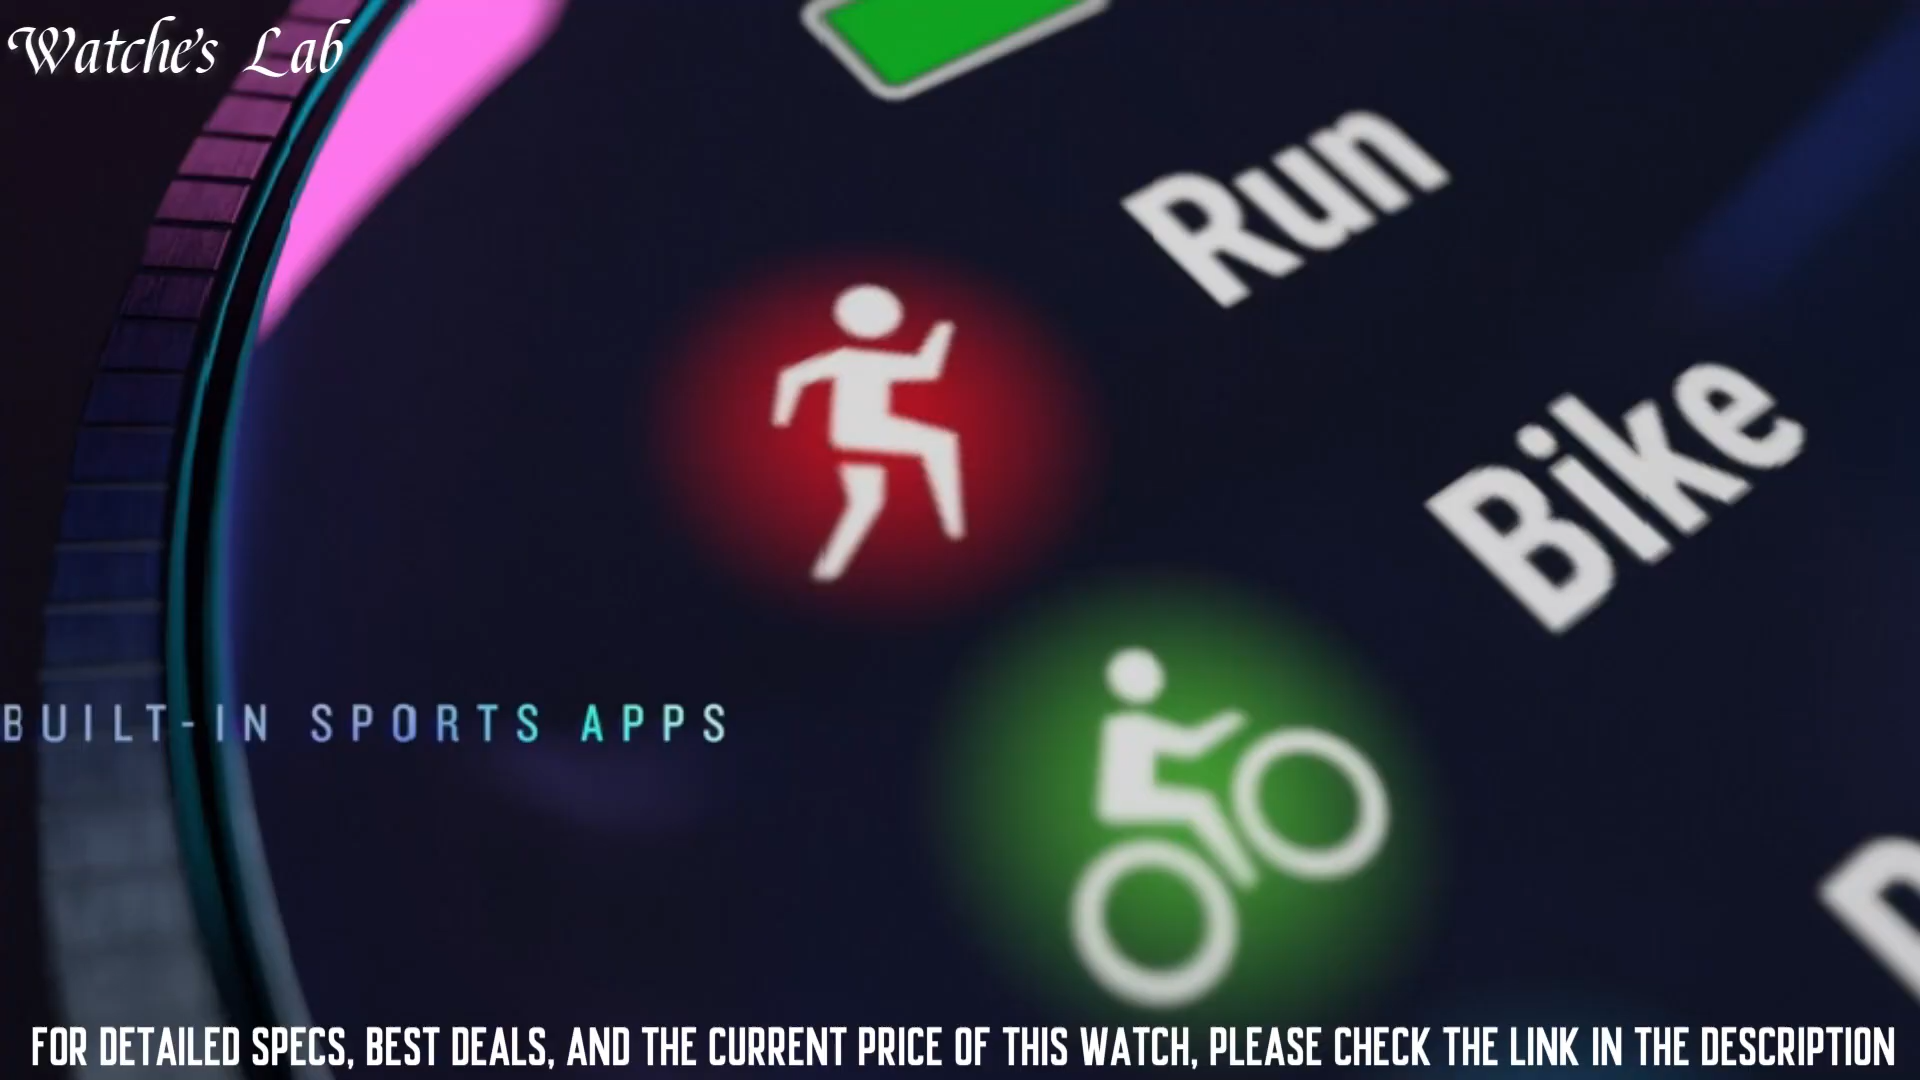 Watche's Lab
Run
Bike
BUILT-IN SPORTS APPS
FOR DETAILED SPECS, BEST DEALS, AND THE CURRENT PRICE OF THIS WATCH, PLEASE CHECK THE LINK IN THE DESCRIPTION